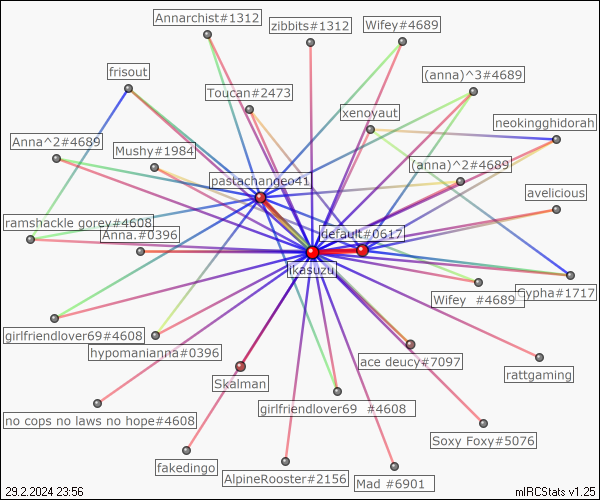 Annarchist#1312
zibbits#1312
Wifey#4689
frisout
(anna)^3#4689
Toucan#2473
xenoyaut
neokingghidorah
Anna^2#4689
Mushy#1984
(anna)^2#4689
pastachangeo41
avelicious
ramshackle gorey#4608
Anna.#0396
default#0617
ikasuzu
Cypha#1717
Wifey #4689
girlfriendlover69#4608
hypomanianna#0396
ace deucy#7097
rattgaming
Skalman
girlfriendlover69 #4608
no cops no laws no hope#4608
Soxy Foxy#5076
fakedingo
AlpineRooster#2156
Mad #6901
29.2.2024 23:56
mIRCStats v1.25